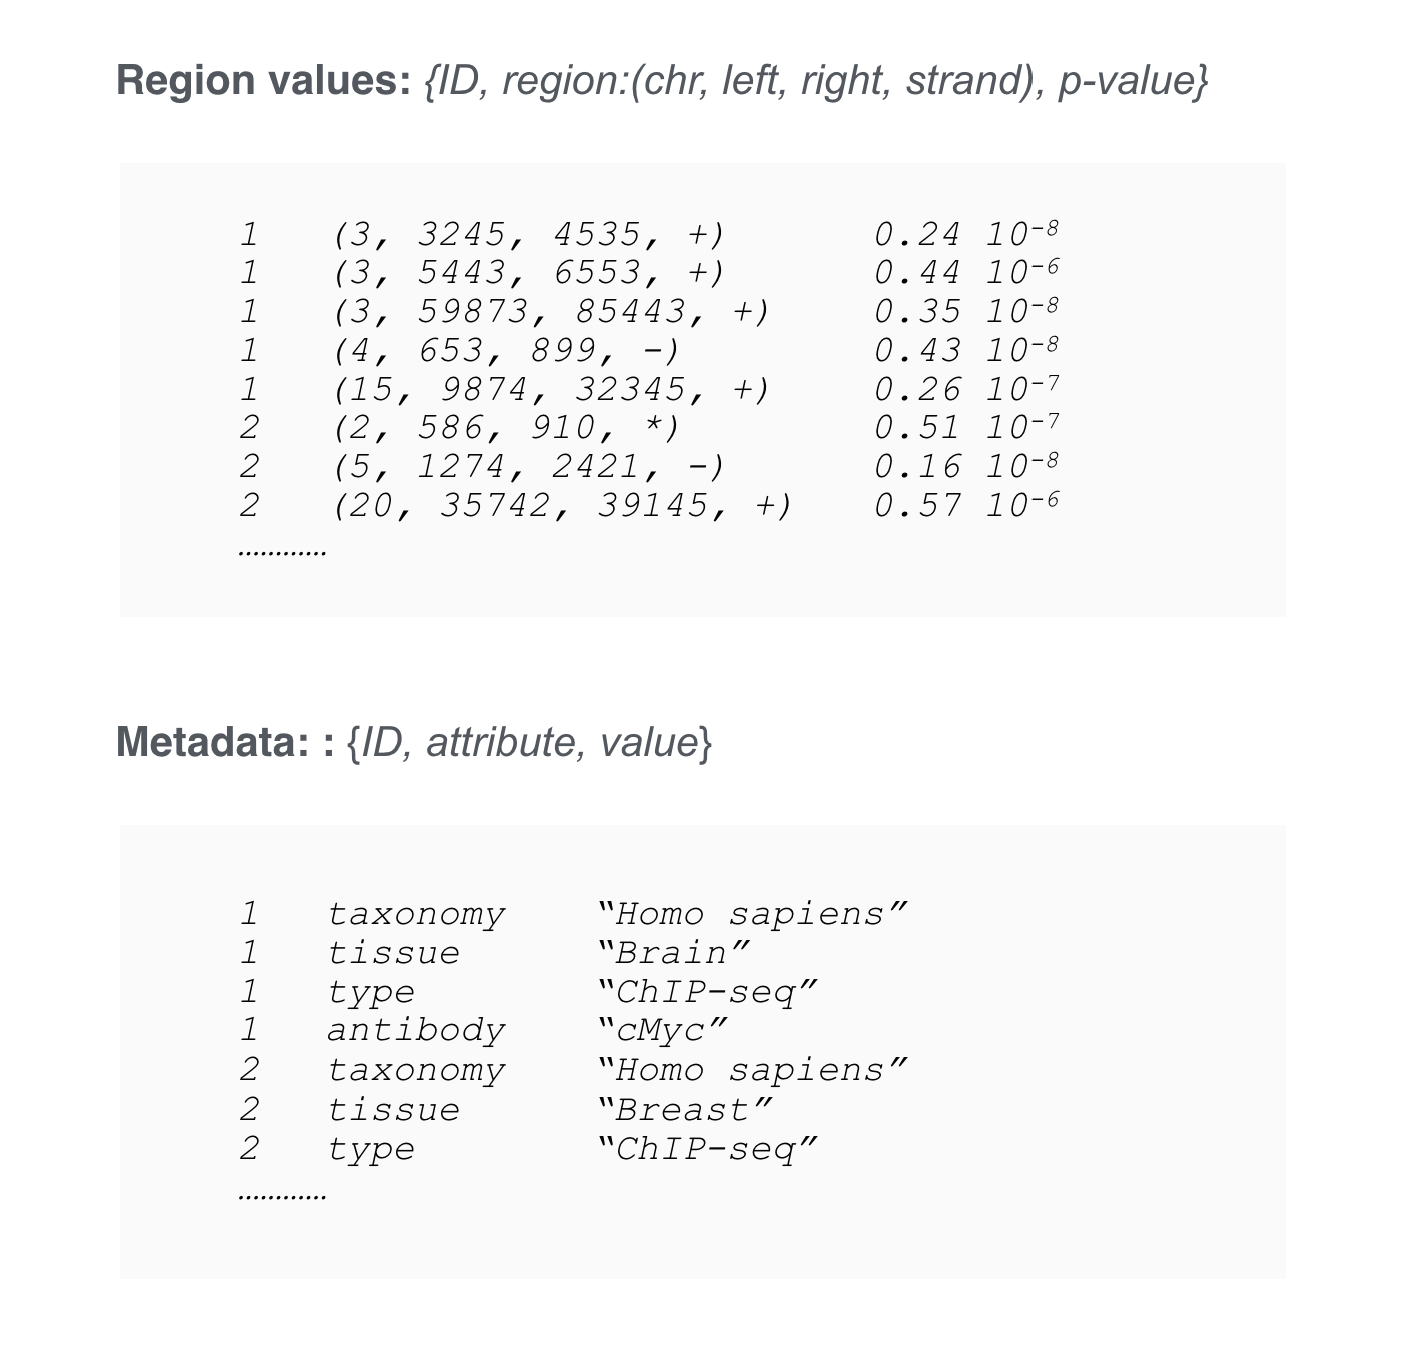 Region values: {ID, region:(chr, left, right, strand), p-value}
1 (3, 3245, 4535, +) 0.24 10⁻⁸
1 (3, 5443, 6553, +) 0.44 10⁻⁶
1 (3, 59873, 85443, +) 0.35 10⁻⁸
1 (4, 653, 899, -) 0.43 10⁻⁸
1 (15, 9874, 32345, +) 0.26 10⁻⁷
2 (2, 586, 910, *) 0.51 10⁻⁷
2 (5, 1274, 2421, -) 0.16 10⁻⁸
2 (20, 35742, 39145, +) 0.57 10⁻⁶
…………
Metadata: : {ID, attribute, value}
1 taxonomy “Homo sapiens”
1 tissue “Brain”
1 type “ChIP-seq”
1 antibody “cMyc”
2 taxonomy “Homo sapiens”
2 tissue “Breast”
2 type “ChIP-seq”
…………